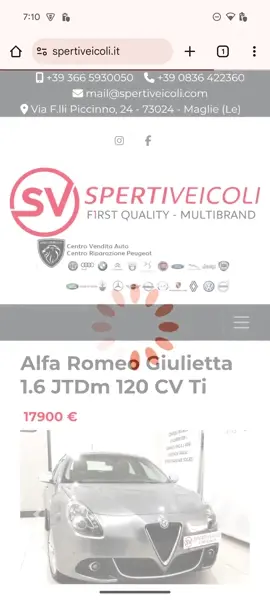 7:10
spertiveicoli.it
1
+39 366 5930050 +39 0836 422360
mail@spertiveicoli.com
Via F.lli Piccinno, 24 - 73024 - Maglie (Le)
SV SPERTIVEICOLI
FIRST QUALITY - MULTIBRAND
Centro Vendita Auto
Centro Riparazione Peugeot
Alfa Romeo Giulietta
1.6 JTDm 120 CV Ti
17900 €